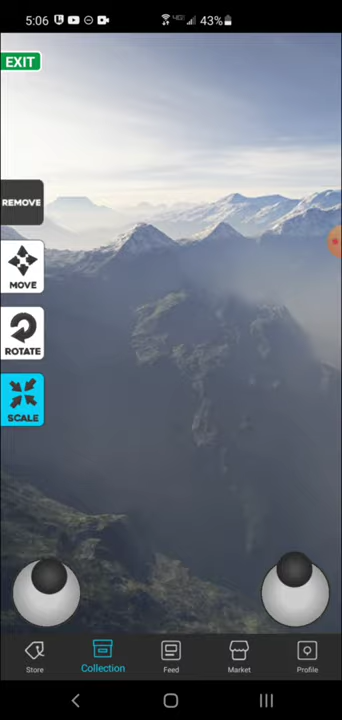 5:06 43%
EXIT
REMOVE
MOVE
ROTATE
SCALE
Store Collection Feed Market Profile